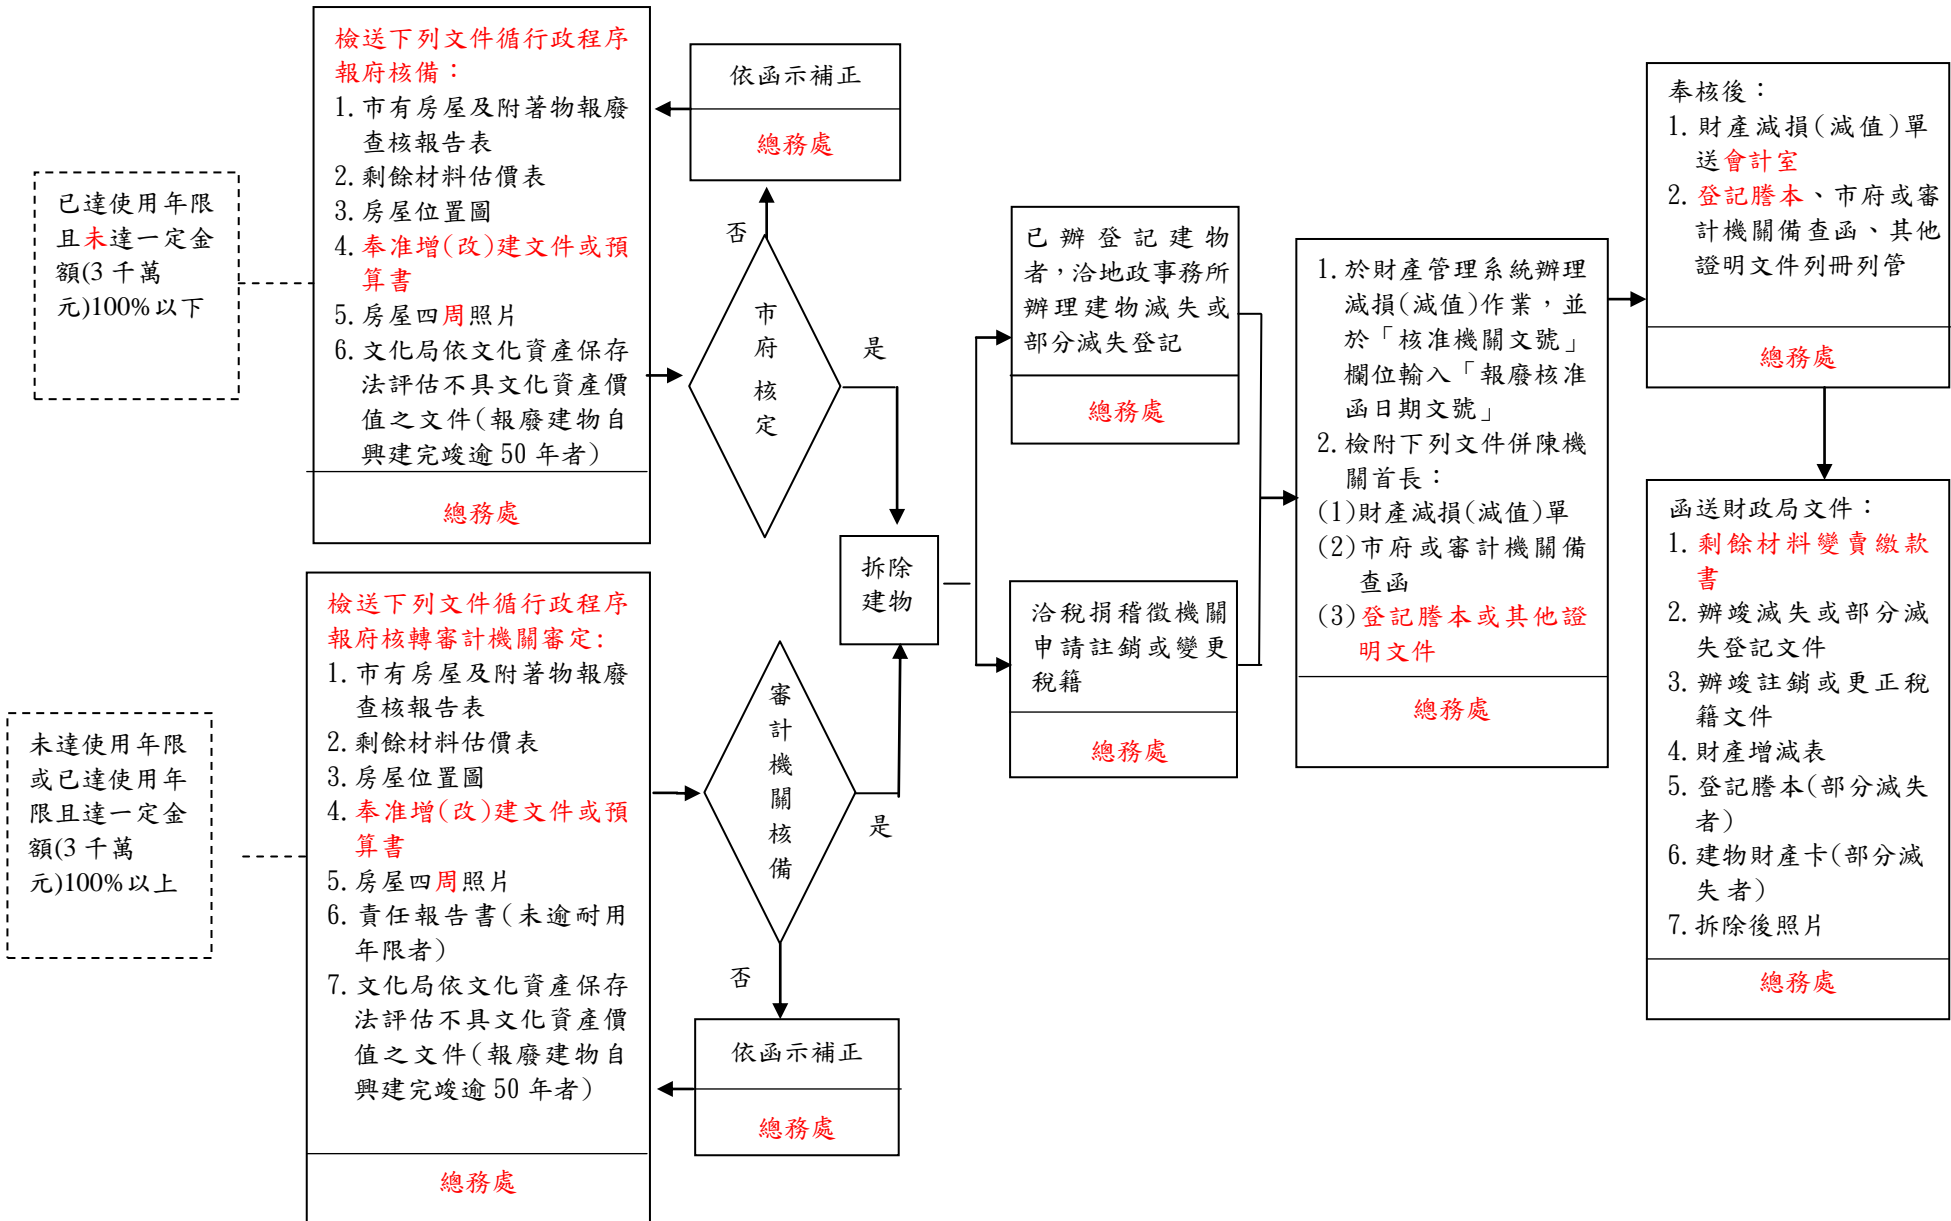 已達使用年限
且未達一定金
額(3 千萬
元)100%以下
檢送下列文件循行政程序
報府核備：
1.市有房屋及附著物報廢
查核報告表
2.剩餘材料估價表
3.房屋位置圖
4.奉准增(改)建文件或預
算書
5.房屋四周照片
6.文化局依文化資產保存
法評估不具文化資產價
值之文件(報廢建物自
興建完竣逾 50 年者)
總務處
依函示補正
總務處
否
市
府
核
定
是
未達使用年限
或已達使用年
限且達一定金
額(3 千萬
元)100%以上
檢送下列文件循行政程序
報府核轉審計機關審定:
1.市有房屋及附著物報廢
查核報告表
2.剩餘材料估價表
3.房屋位置圖
4.奉准增(改)建文件或預
算書
5.房屋四周照片
6.責任報告書(未逾耐用
年限者)
7.文化局依文化資產保存
法評估不具文化資產價
值之文件(報廢建物自
興建完竣逾 50 年者)
總務處
審
計
機
關
核
備
是
否
依函示補正
總務處
拆除
建物
已辦登記建物
者，洽地政事務所
辦理建物滅失或
部分滅失登記
總務處
洽稅捐稽徵機關
申請註銷或變更
稅籍
總務處
1.於財產管理系統辦理
減損(減值)作業，並
於「核准機關文號」
欄位輸入「報廢核准
函日期文號」
2.檢附下列文件併陳機
關首長：
(1)財產減損(減值)單
(2)市府或審計機關備
查函
(3)登記謄本或其他證
明文件
總務處
奉核後：
1.財產減損(減值)單
送會計室
2.登記謄本、市府或審
計機關備查函、其他
證明文件列冊列管
總務處
函送財政局文件：
1.剩餘材料變賣繳款
書
2.辦竣滅失或部分滅
失登記文件
3.辦竣註銷或更正稅
籍文件
4.財產增減表
5.登記謄本(部分滅失
者)
6.建物財產卡(部分滅
失者)
7.拆除後照片
總務處